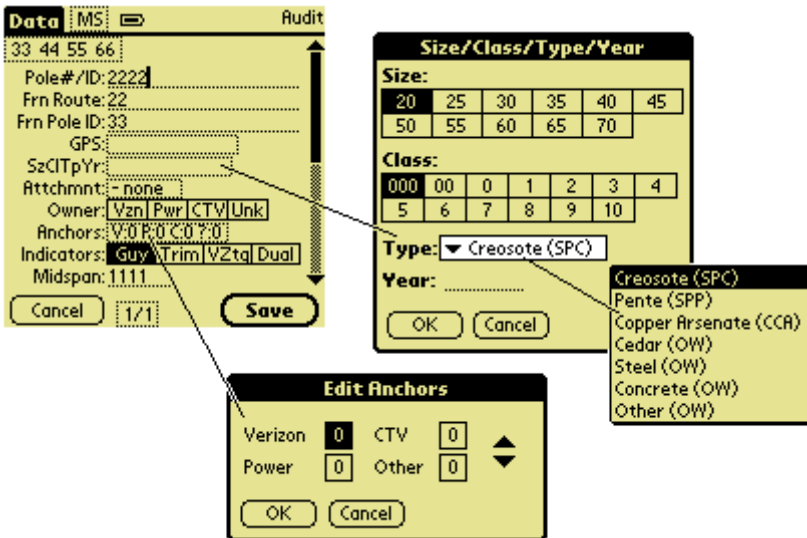 Data MS Audit
33 44 55 66
Pole#/ID: 2222
Frn Route: 22
Frn Pole ID: 33
GPS:
SzClTpYr:
Attchmnt: - none
Owner: Vzn Pwr CTV Unk
Anchors: V:0 P:0 C:0 ?:0
Indicators: Guy Trim VZtg Dual
Midspan: 1111
Cancel 1/1 Save
Size/Class/Type/Year
Size:
20 25 30 35 40 45
50 55 60 65 70
Class:
000 00 0 1 2 3 4
5 6 7 8 9 10
Type: Creosote (SPC)
Year:
OK Cancel
Creosote (SPC)
Pente (SPP)
Copper Arsenate (CCA)
Cedar (OW)
Steel (OW)
Concrete (OW)
Other (OW)
Edit Anchors
Verizon 0 CTV 0
Power 0 Other 0
OK Cancel